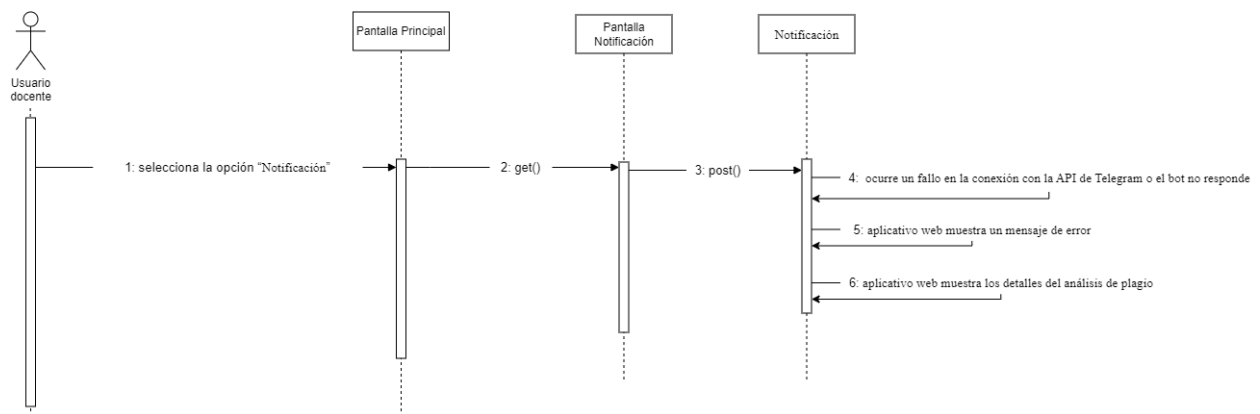 Usuario
docente
Pantalla Principal
Pantalla
Notificación
Notificación
1: selecciona la opción “Notificación”
2: get()
3: post()
4: ocurre un fallo en la conexión con la API de Telegram o el bot no responde
5: aplicativo web muestra un mensaje de error
6: aplicativo web muestra los detalles del análisis de plagio